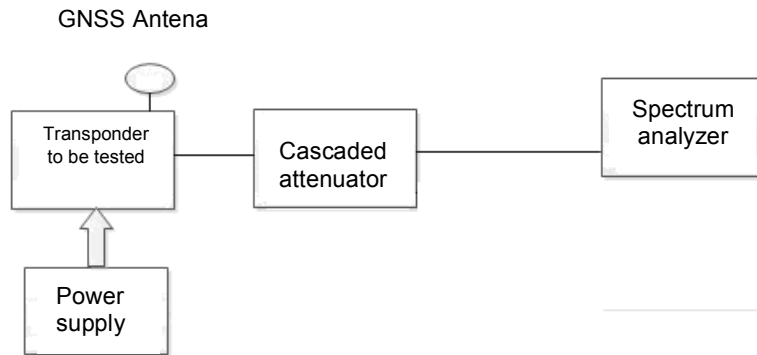 GNSS Antena
Transponder
to be tested
Cascaded
attenuator
Spectrum
analyzer
Power
supply